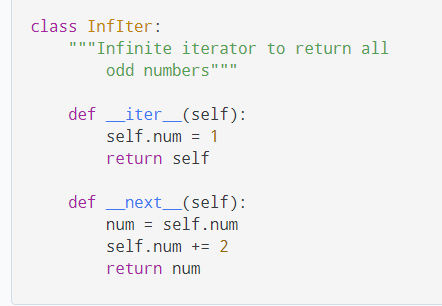 class InfIter:
    """Infinite iterator to return all
        odd numbers"""

    def __iter__(self):
        self.num = 1
        return self

    def __next__(self):
        num = self.num
        self.num += 2
        return num